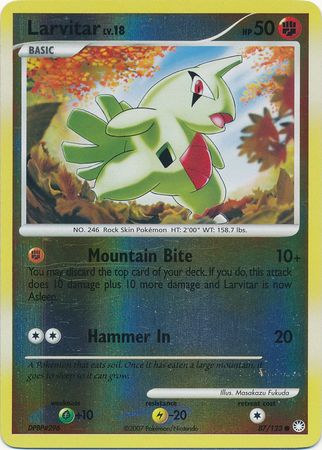 Larvitar LV.18 HP 50
BASIC
NO. 246 Rock Skin Pokémon HT: 2'00" WT: 158.7 lbs.
Mountain Bite 10+
You may discard the top card of your deck. If you do, this attack
does 10 damage plus 10 more damage and Larvitar is now
Asleep.
Hammer In 20
A Pokémon that eats soil. Once it has eaten a large mountain, it
goes to sleep so it can grow.
Illus. Masakazu Fukuda
weakness resistance retreat cost
+10 -20
DPBP#296 ©2007 Pokémon/Nintendo 87/123